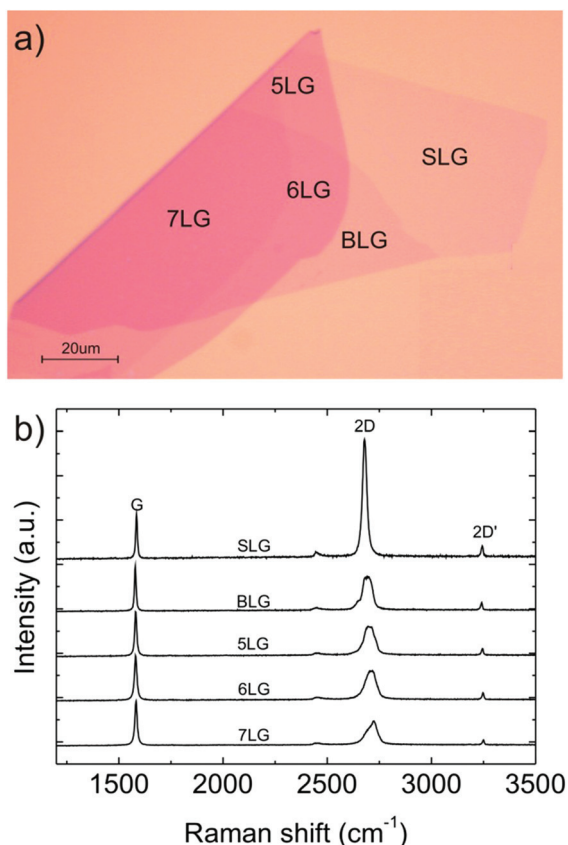 a)
5LG
SLG
6LG
7LG
BLG
20um
b)
2D
G
2D'
SLG
BLG
5LG
6LG
7LG
Intensity (a.u.)
1500 2000 2500 3000 3500
Raman shift (cm⁻¹)